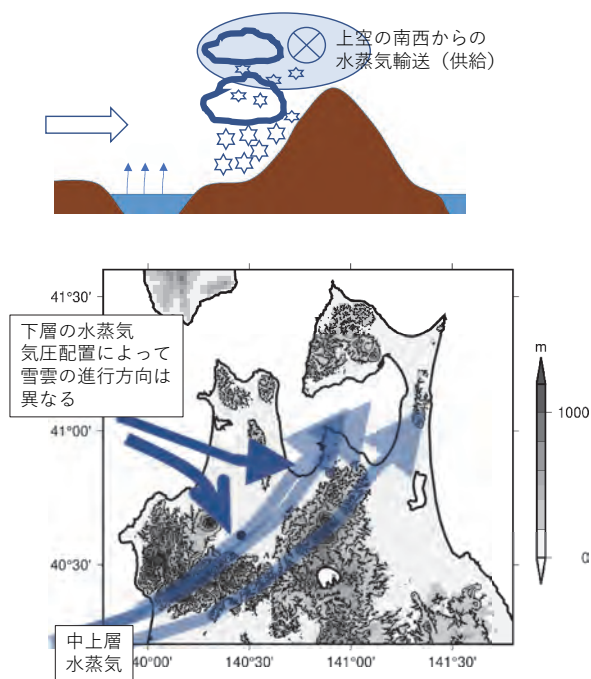 上空の南西からの
水蒸気輸送（供給）
41°30'
下層の水蒸気
気圧配置によって
雪雲の進行方向は
異なる
m
1000
41°00'
40°30'
0
中上層
水蒸気
140°00'
140°30'
141°00'
141°30'